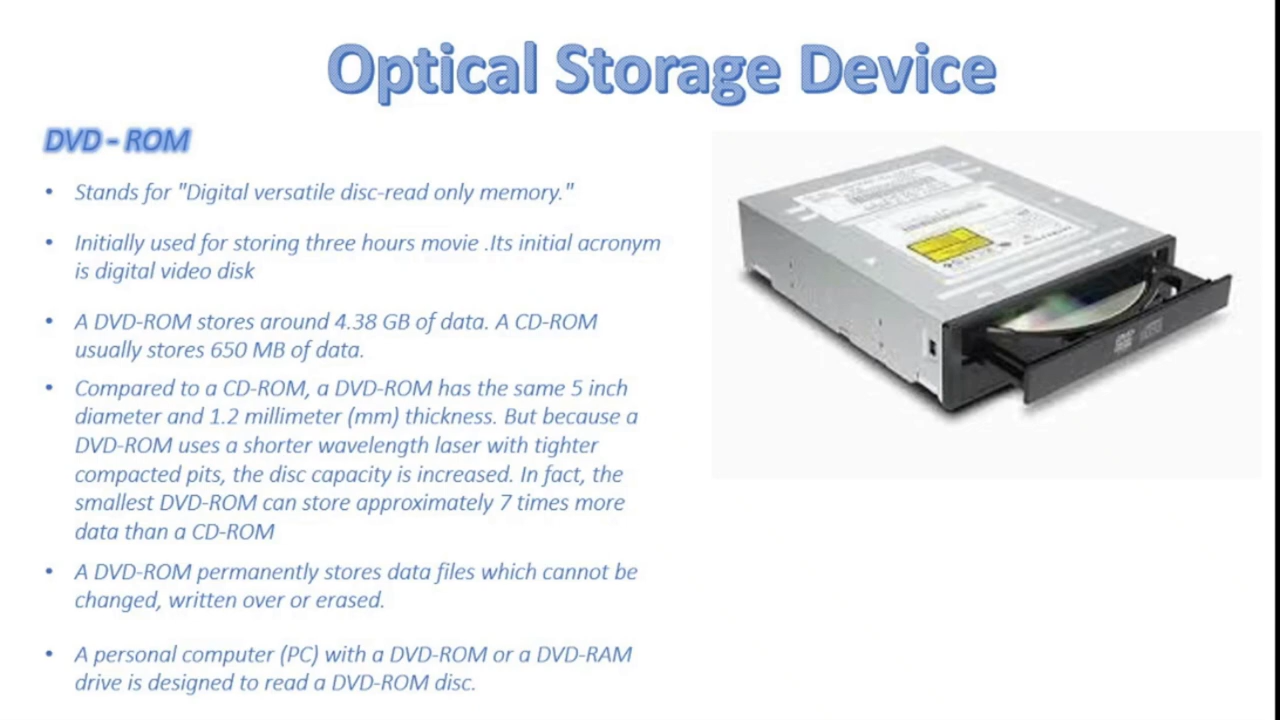 Optical Storage Device
DVD - ROM
• Stands for "Digital versatile disc-read only memory."
• Initially used for storing three hours movie .Its initial acronym
is digital video disk
• A DVD-ROM stores around 4.38 GB of data. A CD-ROM
usually stores 650 MB of data.
• Compared to a CD-ROM, a DVD-ROM has the same 5 inch
diameter and 1.2 millimeter (mm) thickness. But because a
DVD-ROM uses a shorter wavelength laser with tighter
compacted pits, the disc capacity is increased. In fact, the
smallest DVD-ROM can store approximately 7 times more
data than a CD-ROM
• A DVD-ROM permanently stores data files which cannot be
changed, written over or erased.
• A personal computer (PC) with a DVD-ROM or a DVD-RAM
drive is designed to read a DVD-ROM disc.